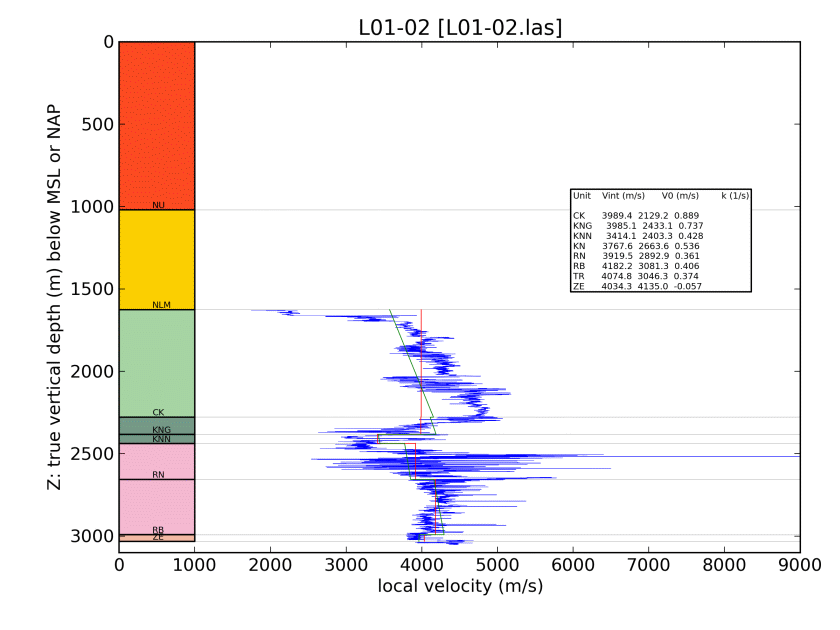 L01-02 [L01-02.las]
Z: true vertical depth (m) below MSL or NAP
0
500
1000
1500
2000
2500
3000
NU
NLM
CK
KNG
KNN
RN
RB
ZE
Unit Vint (m/s) V0 (m/s) k (1/s)
CK 3989.4 2129.2 0.889
KNG 3985.1 2433.1 0.737
KNN 3414.1 2403.3 0.428
KN 3767.6 2663.6 0.536
RN 3919.5 2892.9 0.361
RB 4182.2 3081.3 0.406
TR 4074.8 3046.3 0.374
ZE 4034.3 4135.0 -0.057
0 1000 2000 3000 4000 5000 6000 7000 8000 9000
local velocity (m/s)